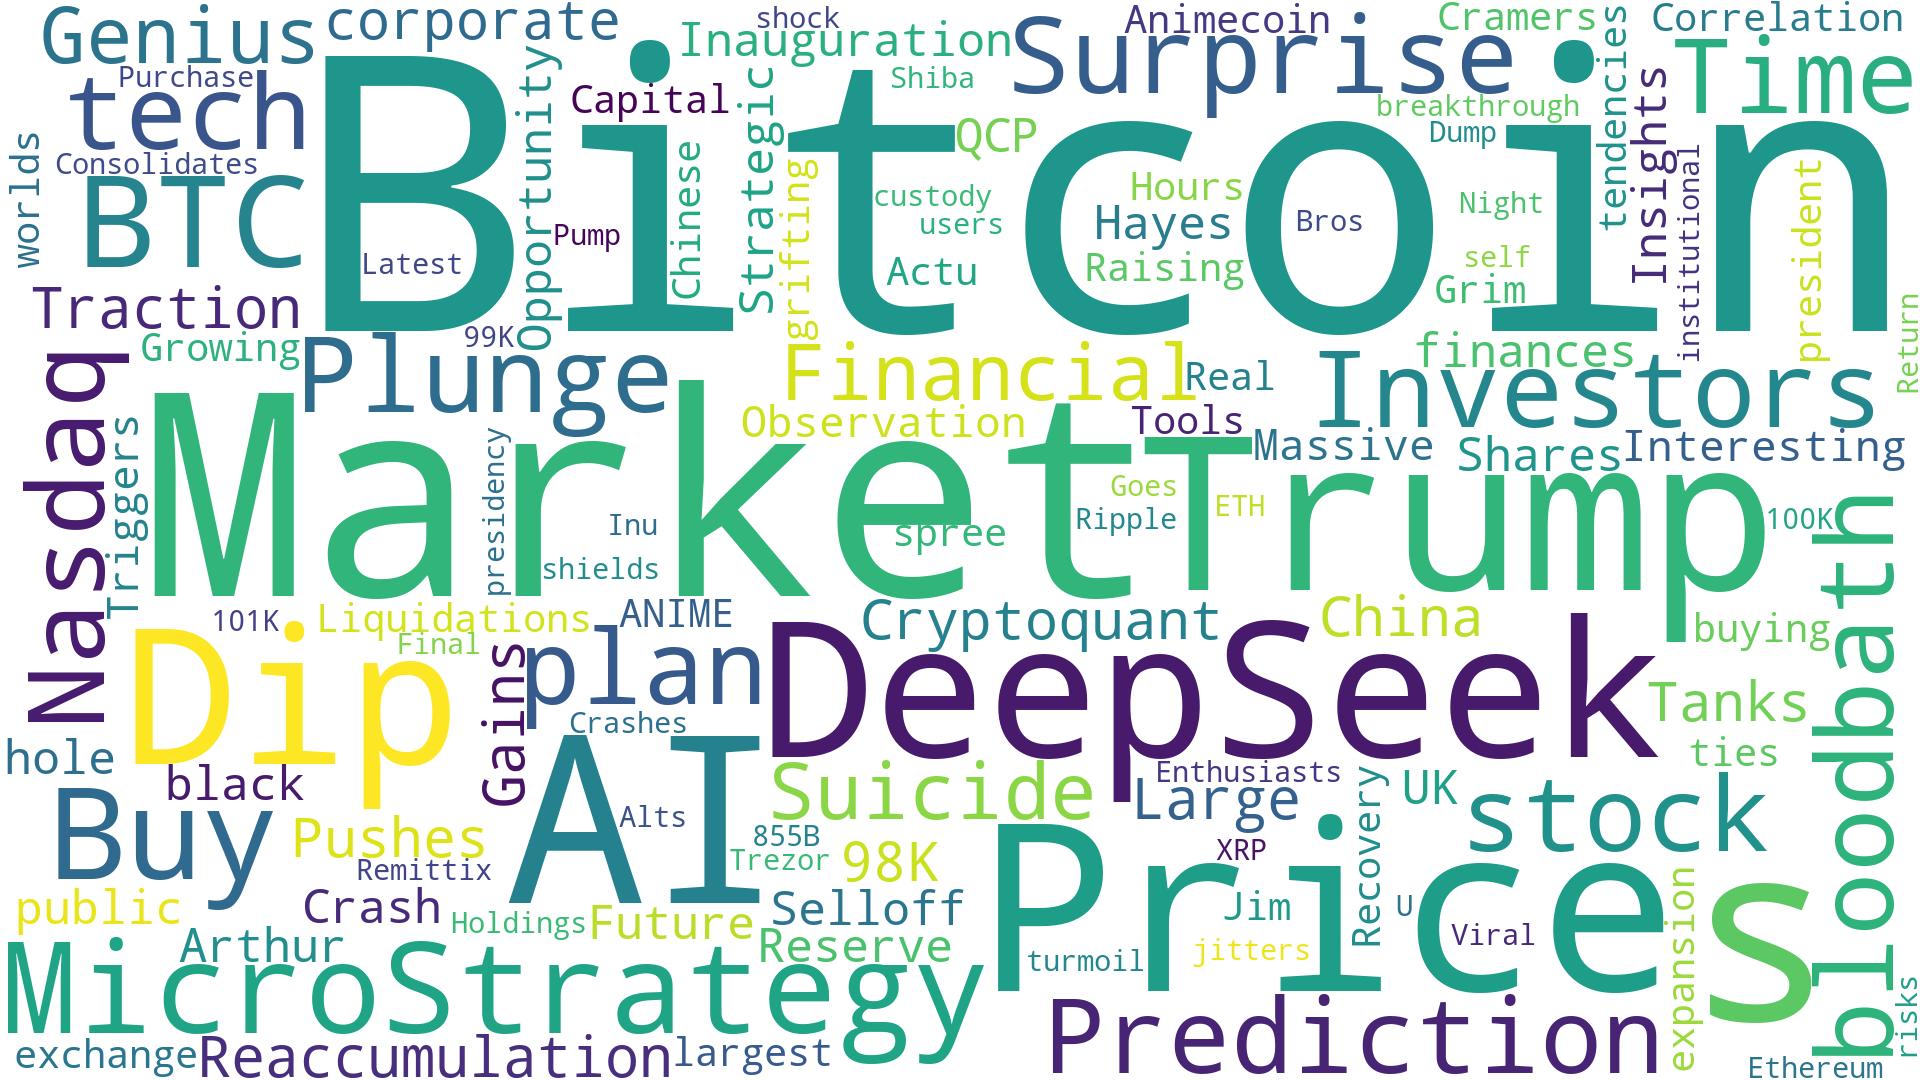 Genius
corporate
shock
Inauguration
Animecoin
Cramers
Correlation
Purchase
tech
Bitcoin
Opportunity
Capital
Strategic
Shiba
Surprise
tendencies
Time
worlds
Consolidates
BTC
Latest
Pump
Chinese
grifting
QCP
custody
users
Actu
Hours
Hayes
Raising
breakthrough
Dump
Bros
Night
self
Grim
Insights
institutional
president
Return
Traction
Growing
99K
Plunge
Financial
Real
finances
Investors
Nasdaq
Triggers
Market
presidency
Observation
Tools
Massive
Shares
Interesting
Inu
shields
spree
Goes
Ripple
ETH
Trump
100K
bloodbath
101K
Liquidations
Final
ANIME
Cryptoquant
China
buying
Dip
Gains
plan
DeepSeek
Tanks
ties
hole
black
Crashes
AI
Suicide
Enthusiasts
Large
Recovery
UK
stock
Buy
Pushes
Remittix
Alts
855B
Trezor
98K
Price
XRP
Jim
U
Viral
jitters
turmoil
expansion
S
public
Crash
Holdings
Future
Selloff
Reserve
Arthur
MicroStrategy
Prediction
risks
exchange
Reaccumulation
largest
Ethereum